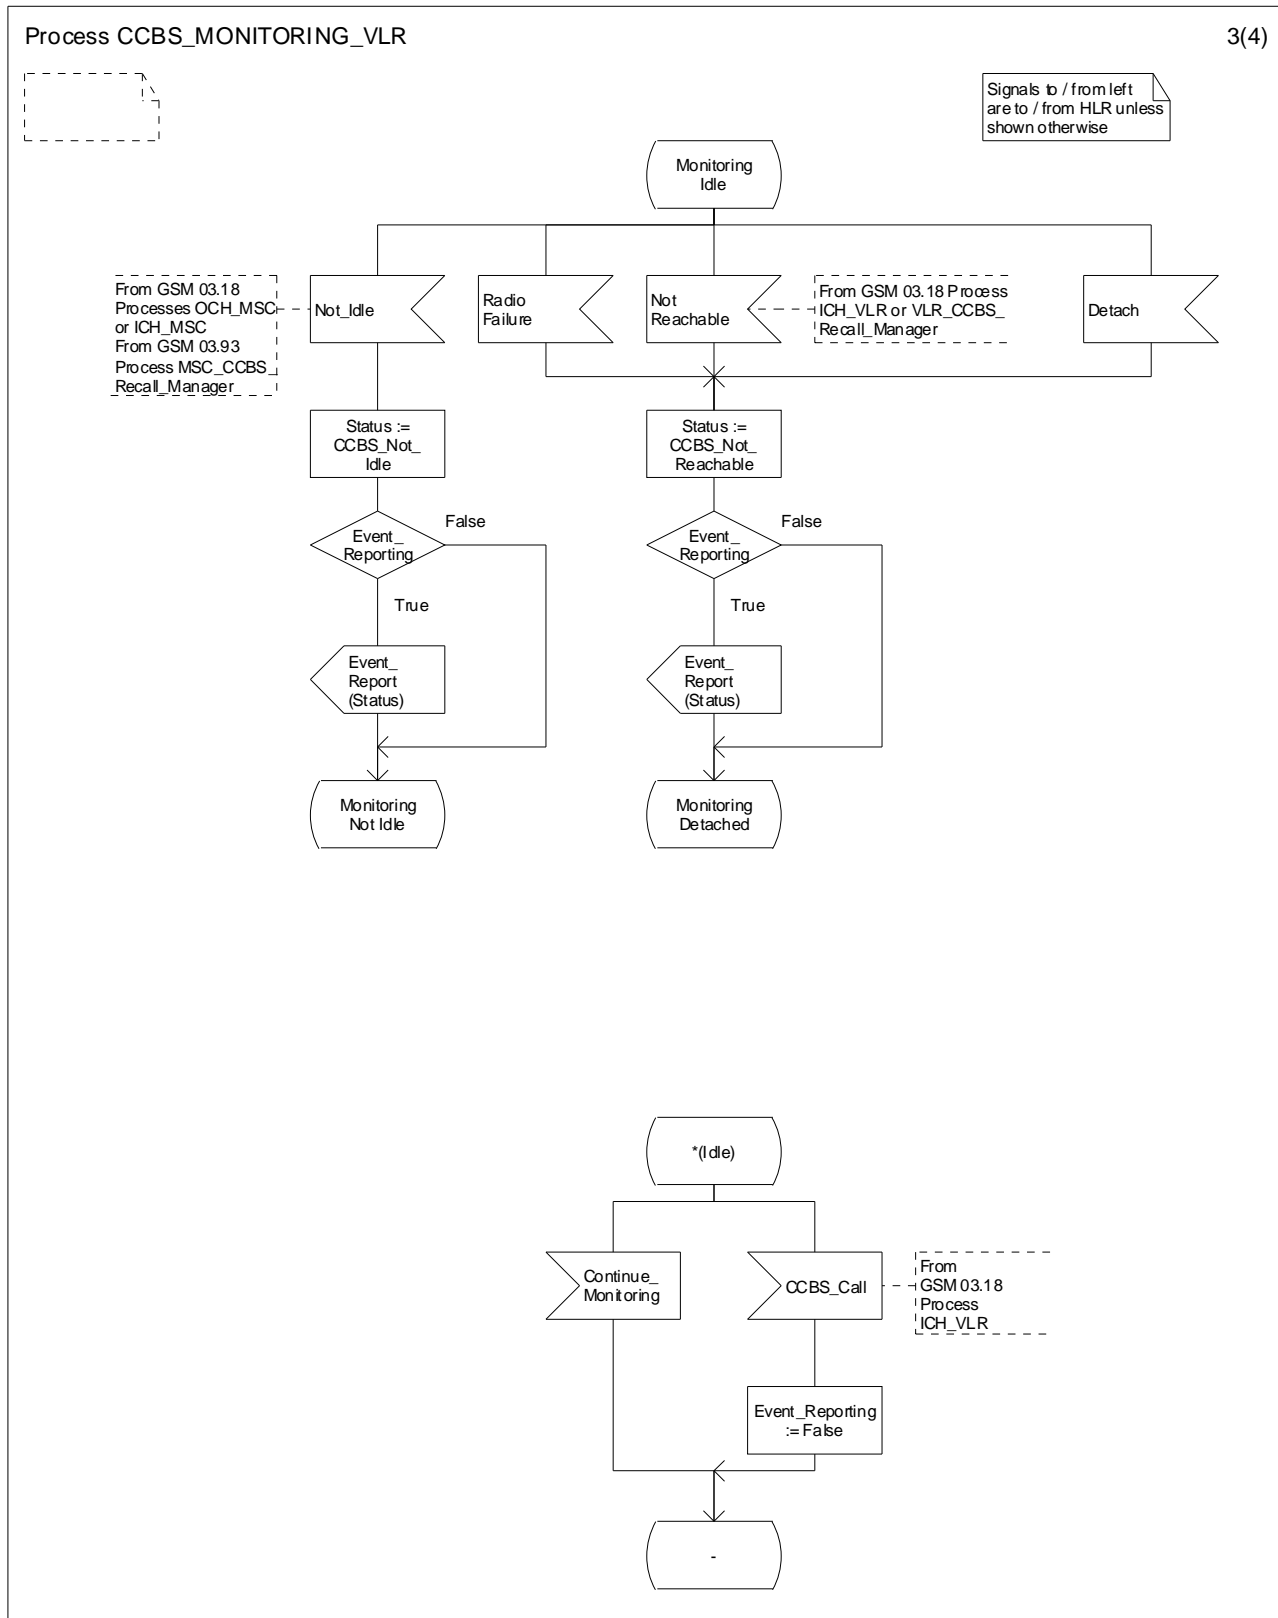 Process CCBS_MONITORING_VLR
3(4)
Signals to / from left
are to / from HLR unless
shown otherwise
Monitoring
Idle
From GSM 03.18
Processes OCH_MSC
or ICH_MSC
From GSM 03.93
Process MSC_CCBS_
Recall_Manager
Not_Idle
Radio
Failure
Not
Reachable
From GSM 03.18 Process
ICH_VLR or VLR_CCBS_
Recall_Manager
Detach
Status :=
CCBS_Not_
Idle
Status :=
CCBS_Not_
Reachable
Event_
Reporting
False
Event_
Reporting
False
True
True
Event_
Report
(Status)
Event_
Report
(Status)
Monitoring
Not Idle
Monitoring
Detached
*(Idle)
Continue_
Monitoring
CCBS_Call
From
GSM 03.18
Process
ICH_VLR
Event_Reporting
:= False
-